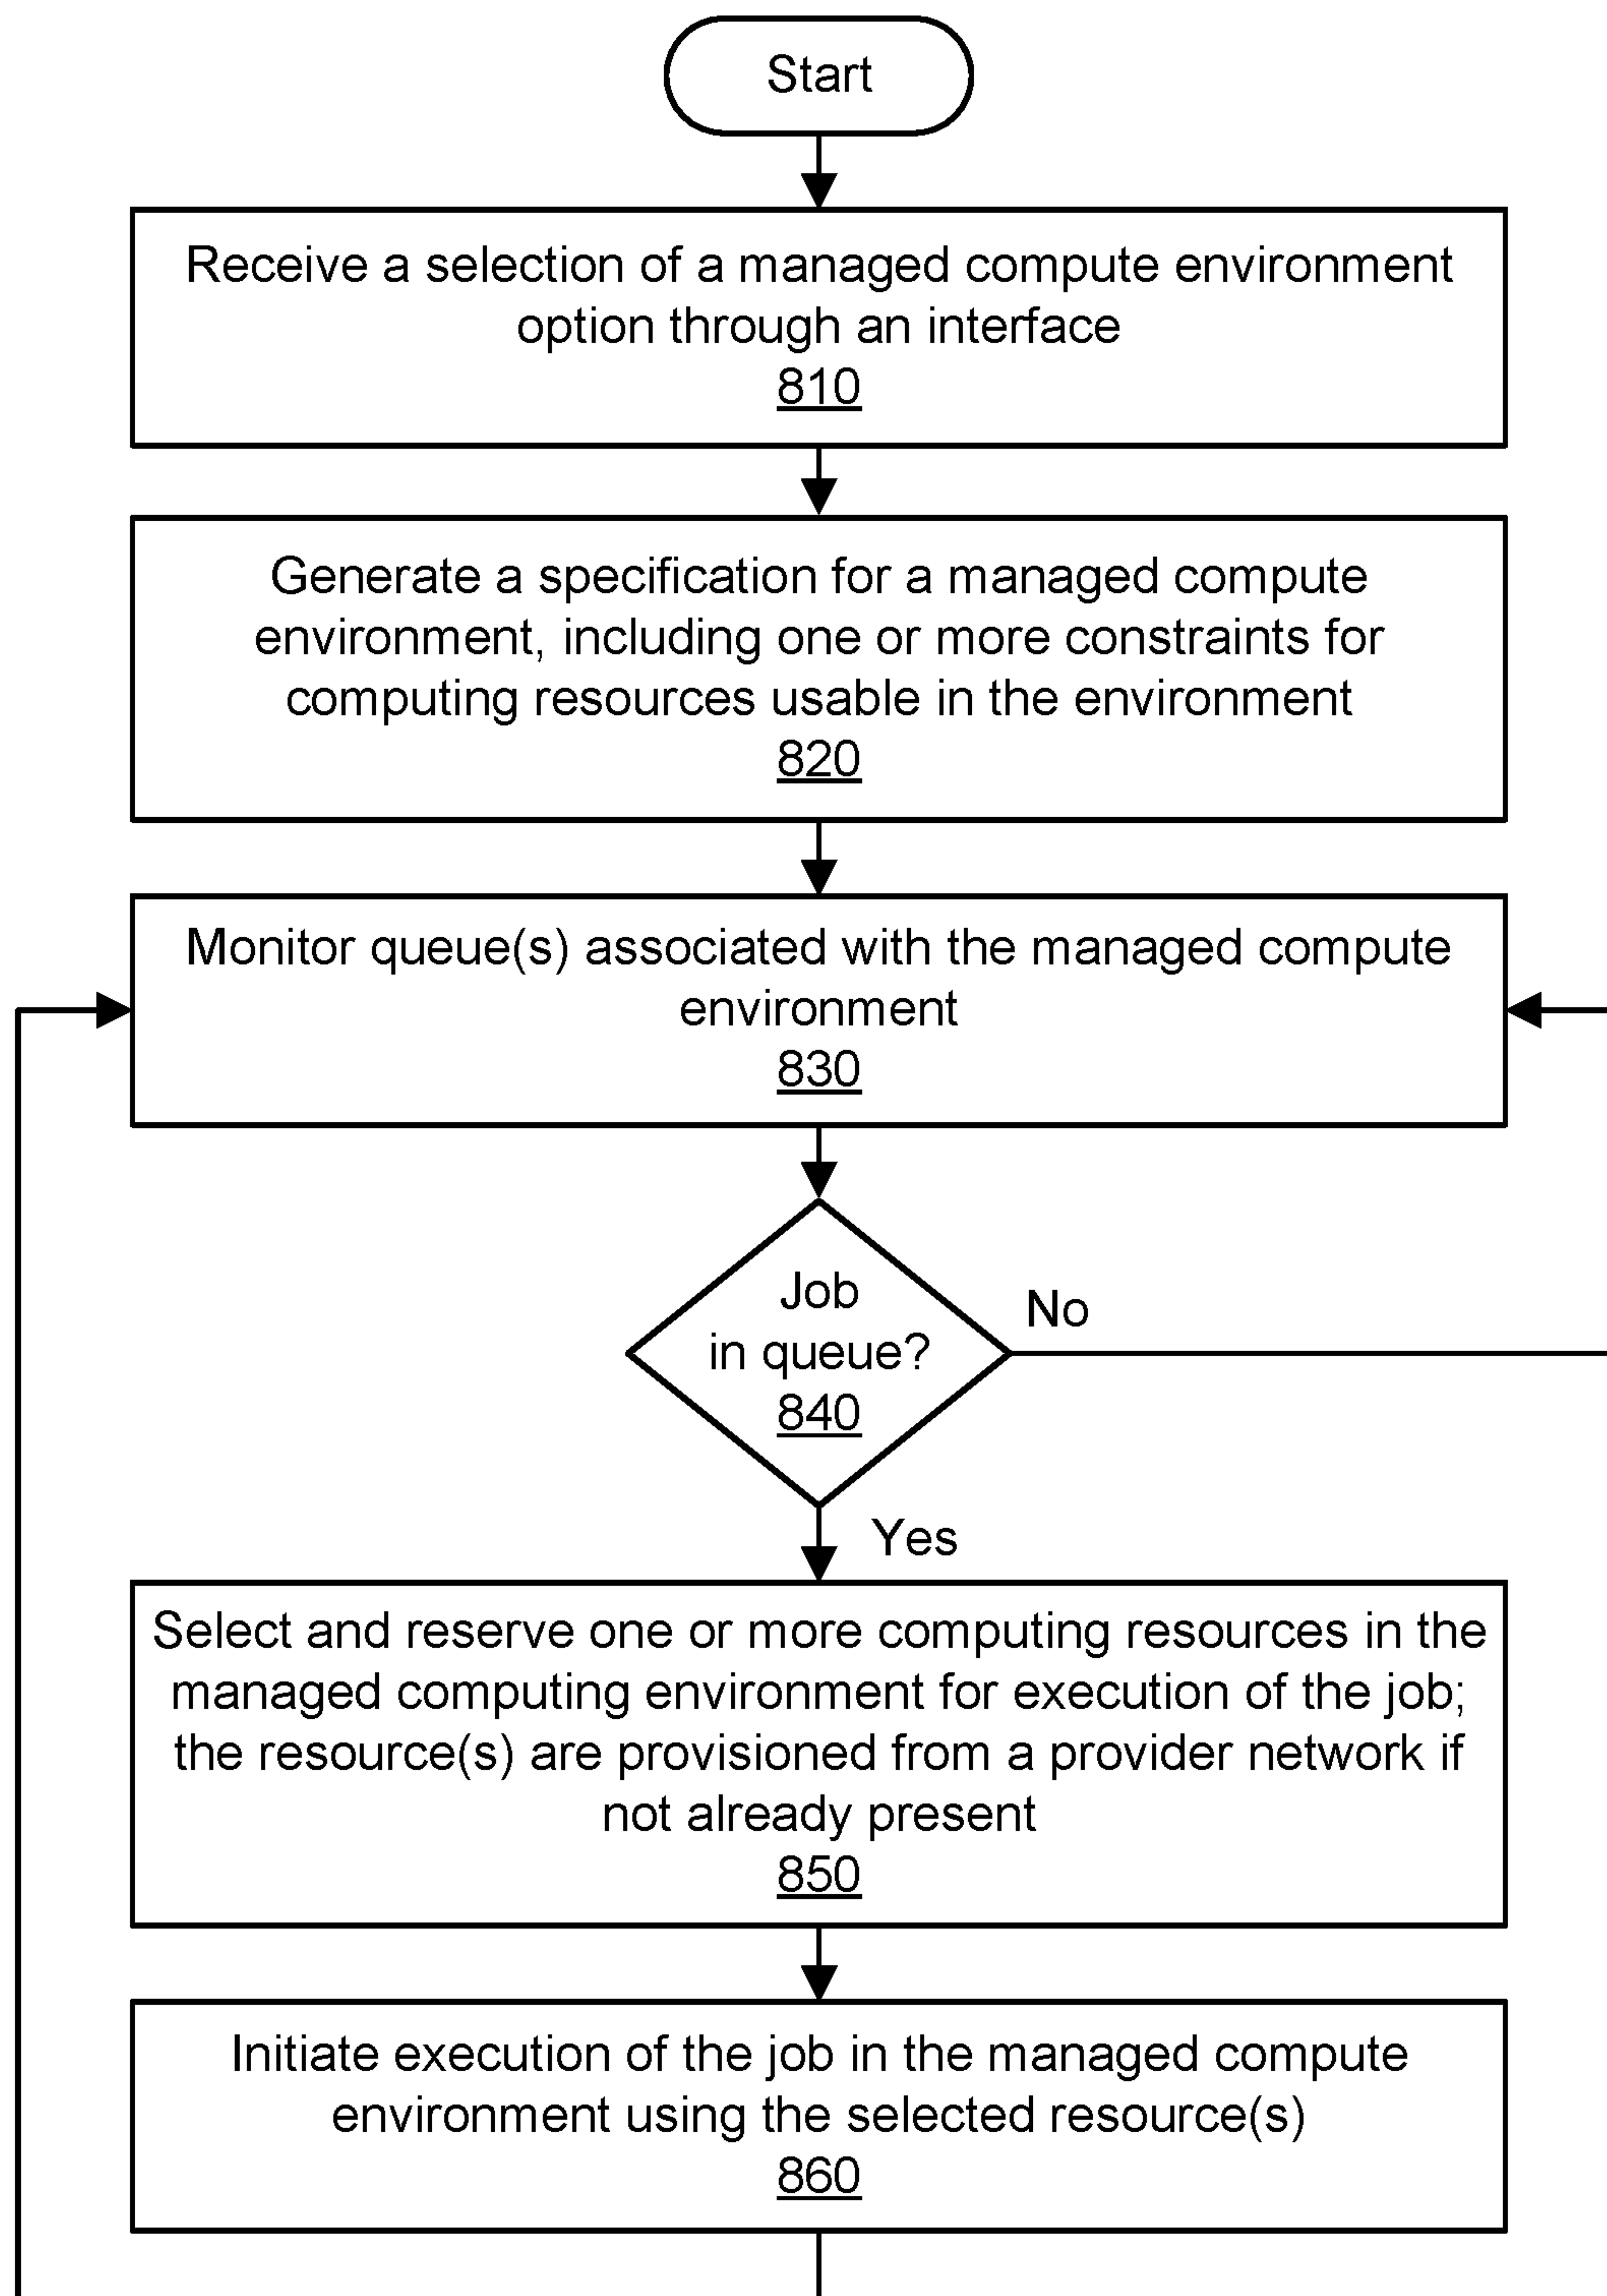 Start
Receive a selection of a managed compute environment
option through an interface
810
Generate a specification for a managed compute
environment, including one or more constraints for
computing resources usable in the environment
820
Monitor queue(s) associated with the managed compute
environment
830
Job
in queue?
840
No
Yes
Select and reserve one or more computing resources in the
managed computing environment for execution of the job;
the resource(s) are provisioned from a provider network if
not already present
850
Initiate execution of the job in the managed compute
environment using the selected resource(s)
860